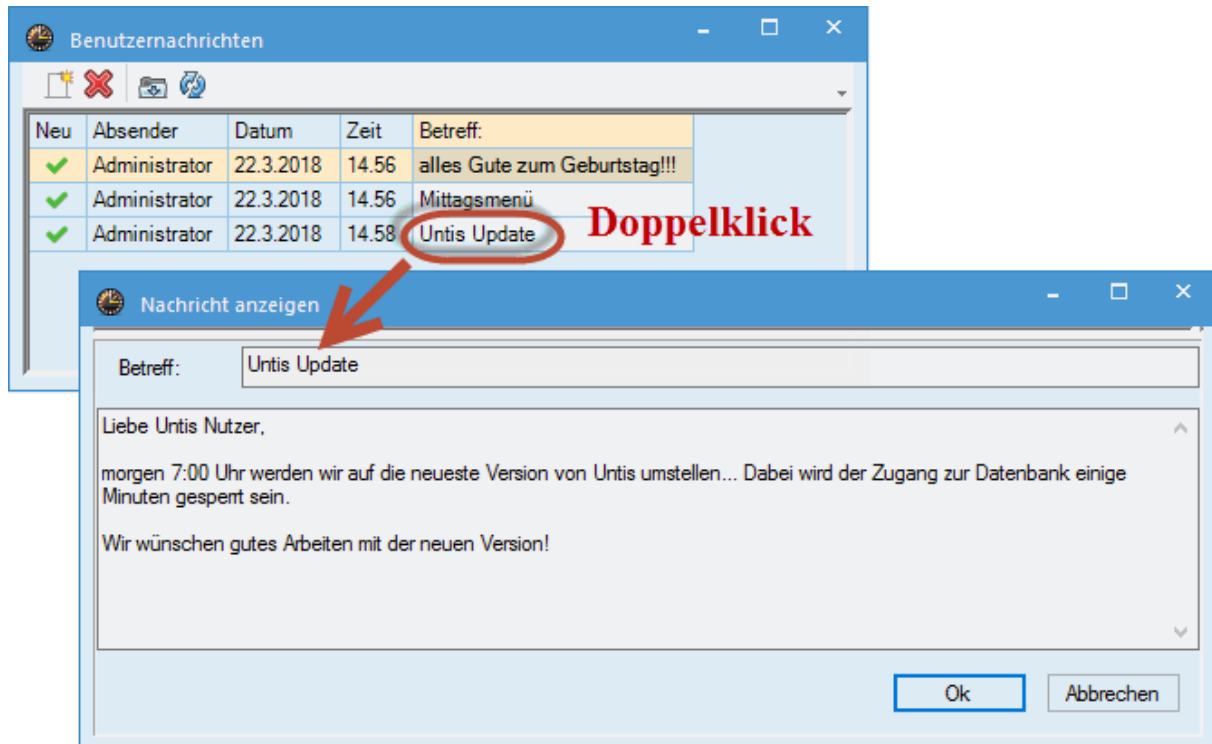 Benutzernachrichten
Neu Absender Datum Zeit Betreff:
Administrator 22.3.2018 14.56 alles Gute zum Geburtstag!!!
Administrator 22.3.2018 14.56 Mittagsmenü
Administrator 22.3.2018 14.58 Untis Update
Doppelklick
Nachricht anzeigen
Betreff: Untis Update
Liebe Untis Nutzer,
morgen 7:00 Uhr werden wir auf die neueste Version von Untis umstellen... Dabei wird der Zugang zur Datenbank einige
Minuten gesperrt sein.
Wir wünschen gutes Arbeiten mit der neuen Version!
Ok Abbrechen